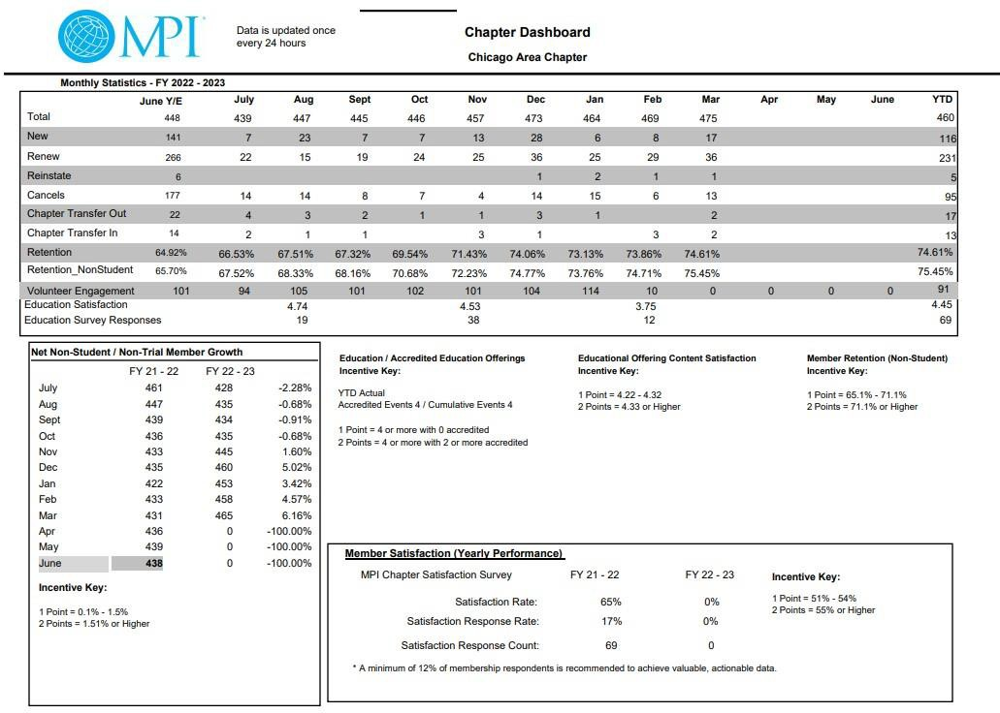 MPI
Data is updated once
every 24 hours
Chapter Dashboard
Chicago Area Chapter
Monthly Statistics - FY 2022 - 2023
June Y/E July Aug Sept Oct Nov Dec Jan Feb Mar Apr May June YTD
Total 448 439 447 445 446 457 473 464 469 475 460
New 141 7 23 7 7 13 28 6 8 17 116
Renew 266 22 15 19 24 25 36 25 29 36 231
Reinstate 6 1 2 1 1 5
Cancels 177 14 14 8 7 4 14 15 6 13 95
Chapter Transfer Out 22 4 3 2 1 1 3 1 2 17
Chapter Transfer In 14 2 1 1 3 1 3 2 13
Retention 64.92% 66.53% 67.51% 67.32% 69.54% 71.43% 74.06% 73.13% 73.86% 74.61% 74.61%
Retention_NonStudent 65.70% 67.52% 68.33% 68.16% 70.68% 72.23% 74.77% 73.76% 74.71% 75.45% 75.45%
Volunteer Engagement 101 94 105 101 102 101 104 114 10 0 0 0 0 91
Education Satisfaction 4.74 4.53 3.75 4.45
Education Survey Responses 19 38 12 69
Net Non-Student / Non-Trial Member Growth
FY 21 - 22 FY 22 - 23
July 461 428 -2.28%
Aug 447 435 -0.68%
Sept 439 434 -0.91%
Oct 436 435 -0.68%
Nov 433 445 1.60%
Dec 435 460 5.02%
Jan 422 453 3.42%
Feb 433 458 4.57%
Mar 431 465 6.16%
Apr 436 0 -100.00%
May 439 0 -100.00%
June 438 0 -100.00%
Incentive Key:
1 Point = 0.1% - 1.5%
2 Points = 1.51% or Higher
Education / Accredited Education Offerings
Incentive Key:
YTD Actual
Accredited Events 4 / Cumulative Events 4
1 Point = 4 or more with 0 accredited
2 Points = 4 or more with 2 or more accredited
Educational Offering Content Satisfaction
Incentive Key:
1 Point = 4.22 - 4.32
2 Points = 4.33 or Higher
Member Retention (Non-Student)
Incentive Key:
1 Point = 65.1% - 71.1%
2 Points = 71.1% or Higher
Member Satisfaction (Yearly Performance)
MPI Chapter Satisfaction Survey FY 21 - 22 FY 22 - 23
Satisfaction Rate: 65% 0%
Satisfaction Response Rate: 17% 0%
Satisfaction Response Count: 69 0
* A minimum of 12% of membership respondents is recommended to achieve valuable, actionable data.
Incentive Key:
1 Point = 51% - 54%
2 Points = 55% or Higher